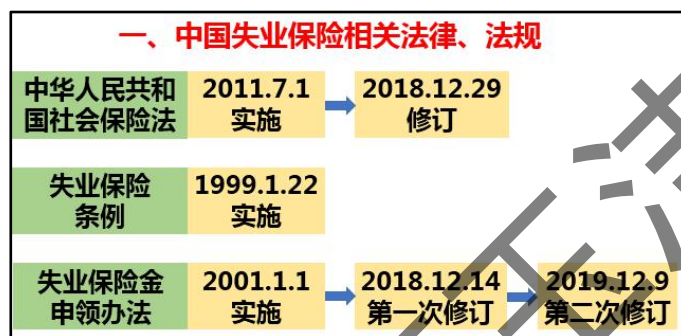 一、中国失业保险相关法律、法规
中华人民共和
国社会保险法
2011.7.1
实施
2018.12.29
修订
失业保险
条例
1999.1.22
实施
失业保险金
申领办法
2001.1.1
实施
2018.12.14
第一次修订
2019.12.9
第二次修订